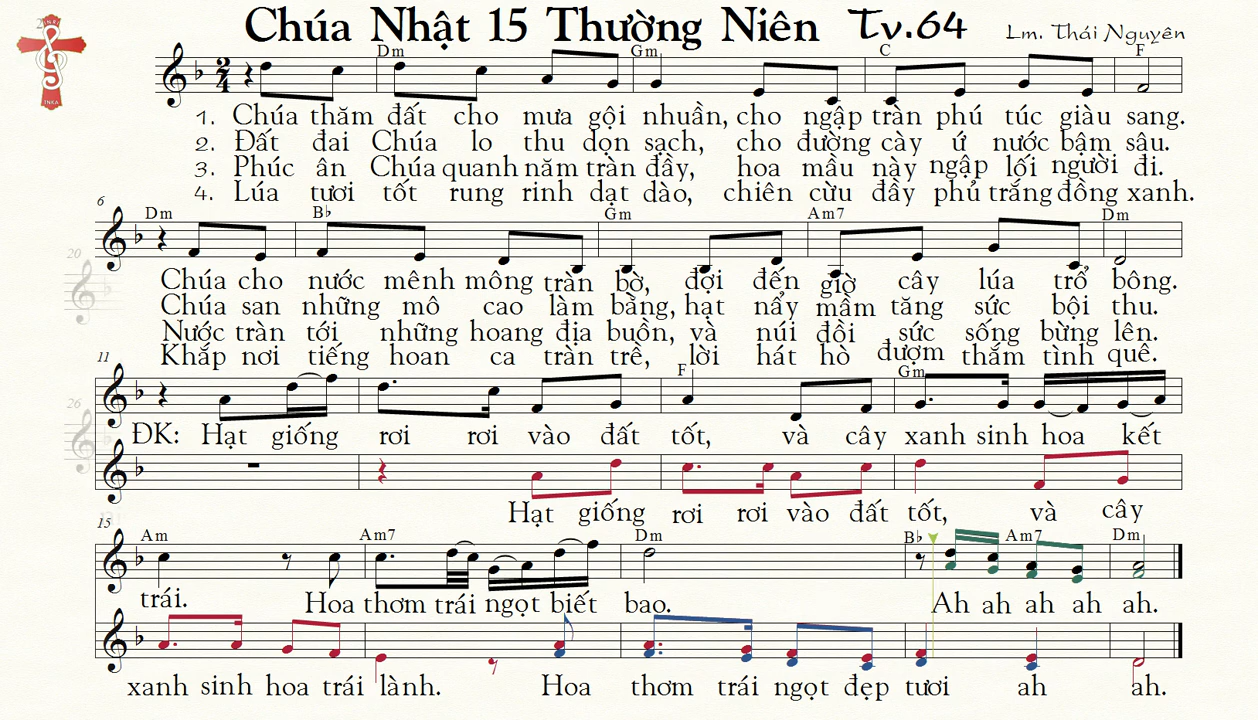 Chúa Nhật 15 Thường Niên Tv.64
Lm. Thái Nguyên
Dm Gm C F
1. Chúa thăm đất cho mưa gội nhuần, cho ngập tràn phú túc giàu sang.
2. Đất đai Chúa lo thu dọn sạch, cho đường cày ứ nước bậm sâu.
3. Phúc ân Chúa quanh năm tràn đầy, hoa mầu này ngập lối người đi.
4. Lúa tươi tốt rung rinh dạt dào, chiên cừu đầy phủ trắng đồng xanh.
6
Dm B♭ Gm Am7 Dm
20
Chúa cho nước mênh mông tràn bờ, đợi đến giờ cây lúa trổ bông.
Chúa san những mô cao làm bằng, hạt nẩy mầm tăng sức bội thu.
Nước tràn tới những hoang địa buồn, và núi đồi sức sống bừng lên.
Khắp nơi tiếng hoan ca tràn trề, lời hát hò đượm thắm tình quê.
11
F Gm
26
ĐK: Hạt giống rơi rơi vào đất tốt, và cây xanh sinh hoa kết
Hạt giống rơi rơi vào đất tốt, và cây
15
Am Am7 Dm B♭ Am7 Dm
trái. Hoa thơm trái ngọt biết bao. Ah ah ah ah ah.
xanh sinh hoa trái lành. Hoa thơm trái ngọt đẹp tươi ah ah.